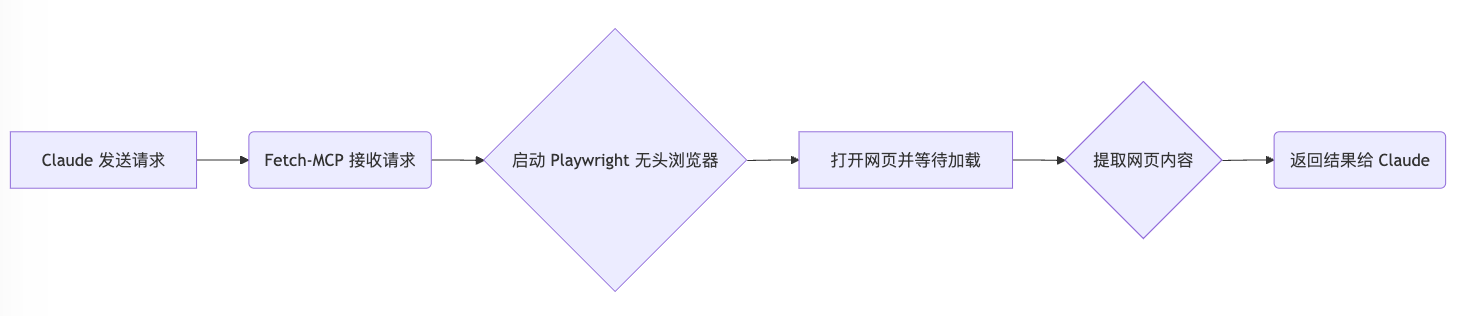 Claude 发送请求
Fetch-MCP 接收请求
启动 Playwright 无头浏览器
打开网页并等待加载
提取网页内容
返回结果给 Claude